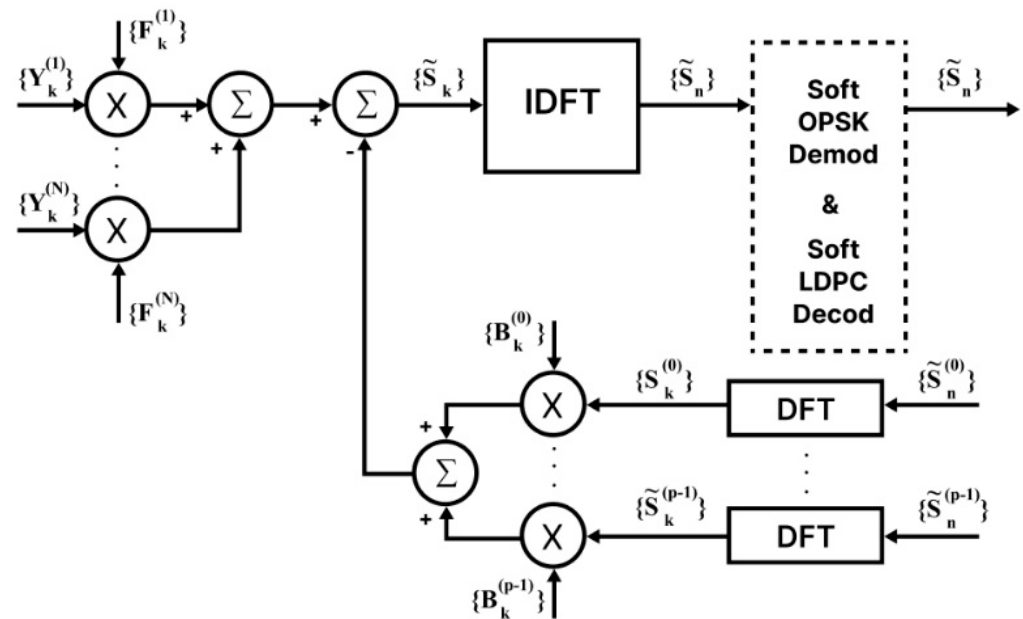 {F_k^(1)}
{Y_k^(1)}
X
+
Σ
+
+
Σ
-
{S̃_k}
IDFT
{S̃_n}
Soft
OPSK
Demod
&
Soft
LDPC
Decod
{S̃_n}
{Y_k^(N)}
X
{F_k^(N)}
{B_k^(0)}
X
{S_k^(0)}
DFT
{S̃_n^(0)}
+
Σ
+
X
{S̃_k^(p-1)}
DFT
{S̃_n^(p-1)}
{B_k^(p-1)}